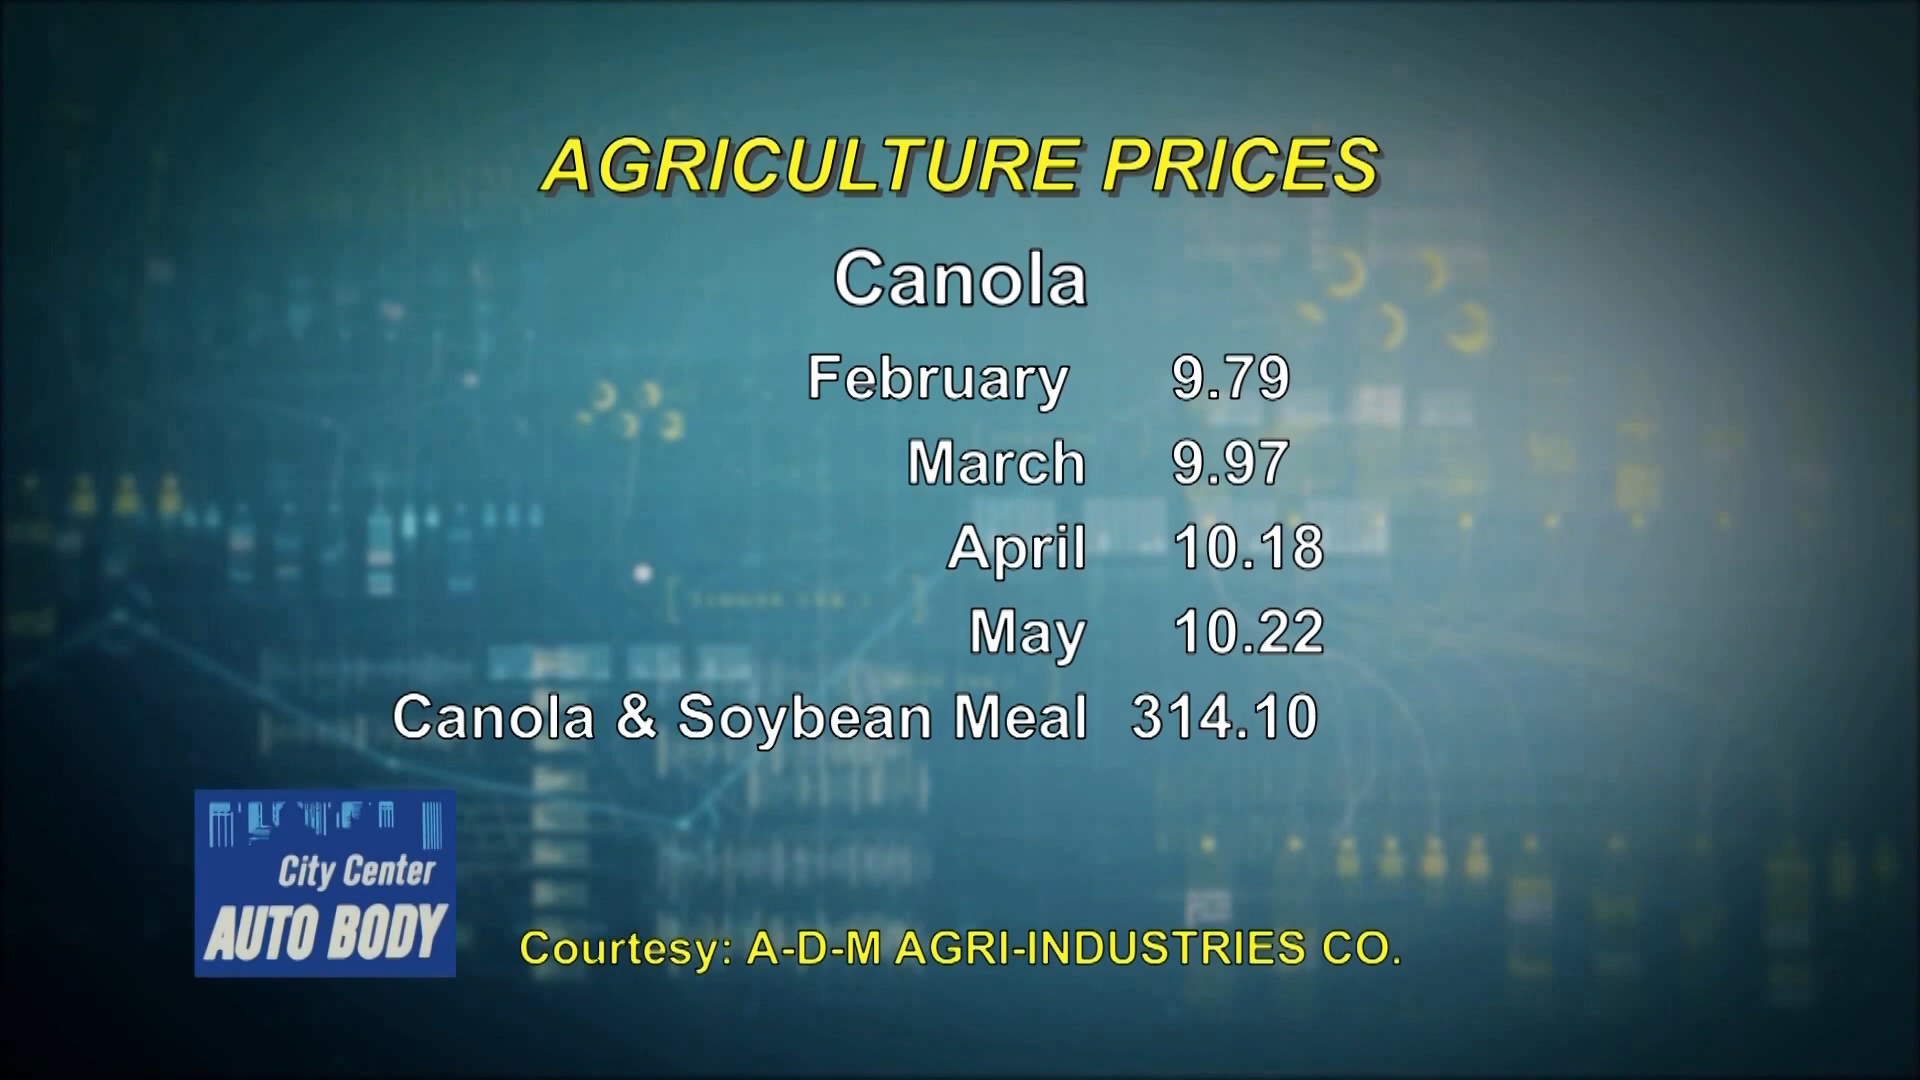 AGRICULTURE PRICES
Canola
February 9.79
March 9.97
April 10.18
May 10.22
Canola & Soybean Meal 314.10
City Center
AUTO BODY
Courtesy: A-D-M AGRI-INDUSTRIES CO.